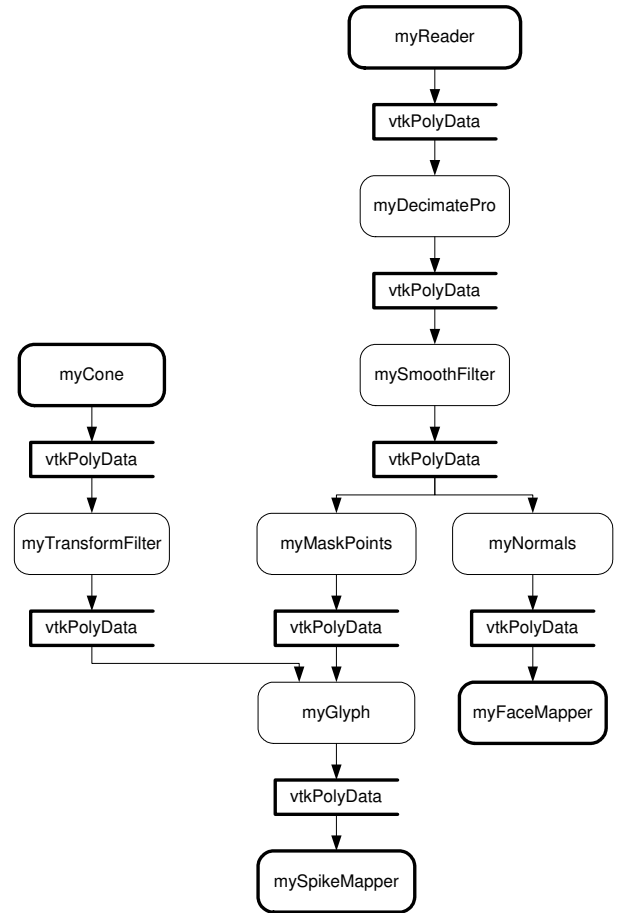 myReader
vtkPolyData
myDecimatePro
vtkPolyData
myCone
mySmoothFilter
vtkPolyData
vtkPolyData
myTransformFilter
myMaskPoints
myNormals
vtkPolyData
vtkPolyData
vtkPolyData
myGlyph
myFaceMapper
vtkPolyData
mySpikeMapper